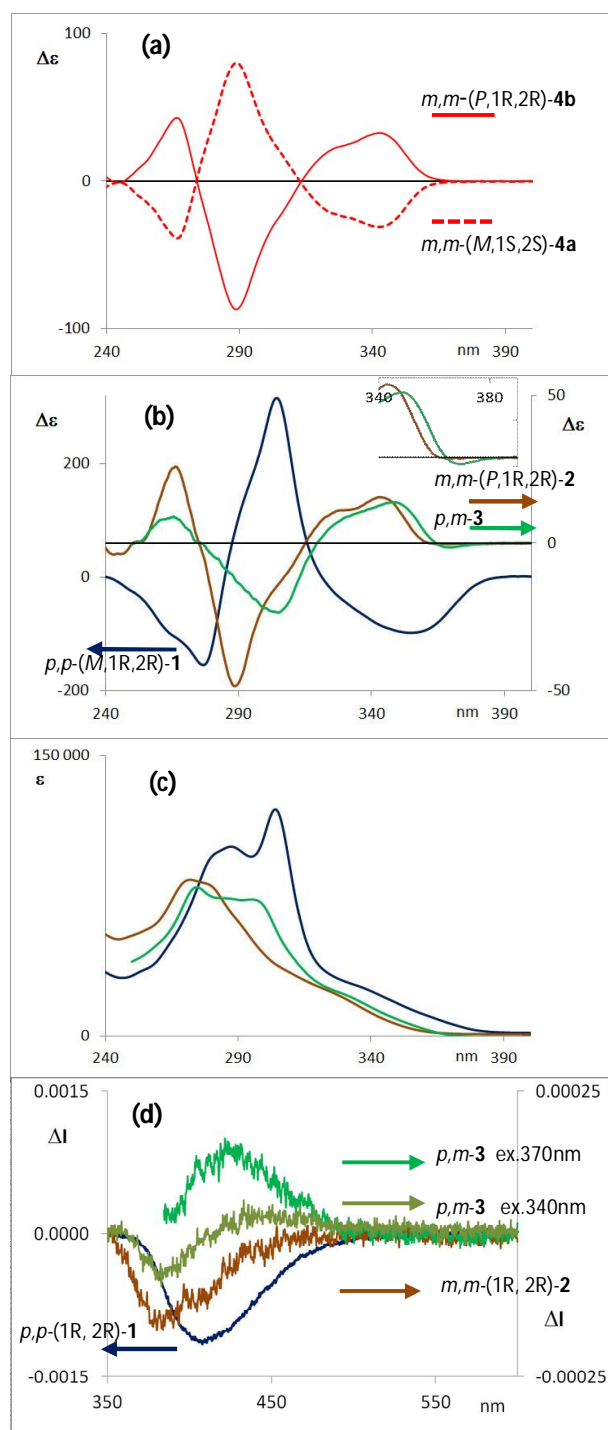 (a)
100
Δε
m,m-(P,1R,2R)-4b
0
m,m-(M,1S,2S)-4a
-100
240 290 nm 340 390
(b)
340 380
50
Δε
Δε
200
m,m-(P,1R,2R)-2
p,m-3
0
0
p,p-(M,1R,2R)-1
-200
-50
240 290 nm 340 390
150 000
(c)
ε
0
240 290 nm 340 390
0.0015
(d)
0.00025
ΔI
p,m-3 ex.370nm
p,m-3 ex.340nm
0.0000
m,m-(1R, 2R)-2
p,p-(1R, 2R)-1
ΔI
-0.0015
-0.00025
350 450 550 nm